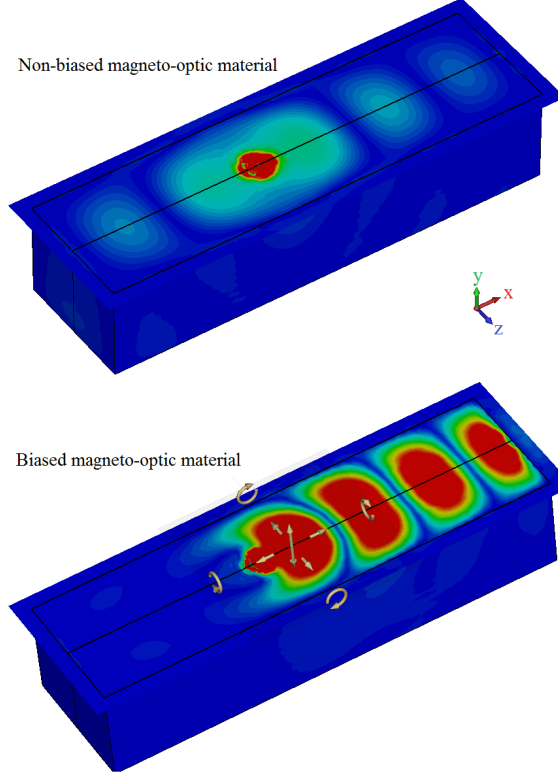 Non-biased magneto-optic material
y
x
z
Biased magneto-optic material